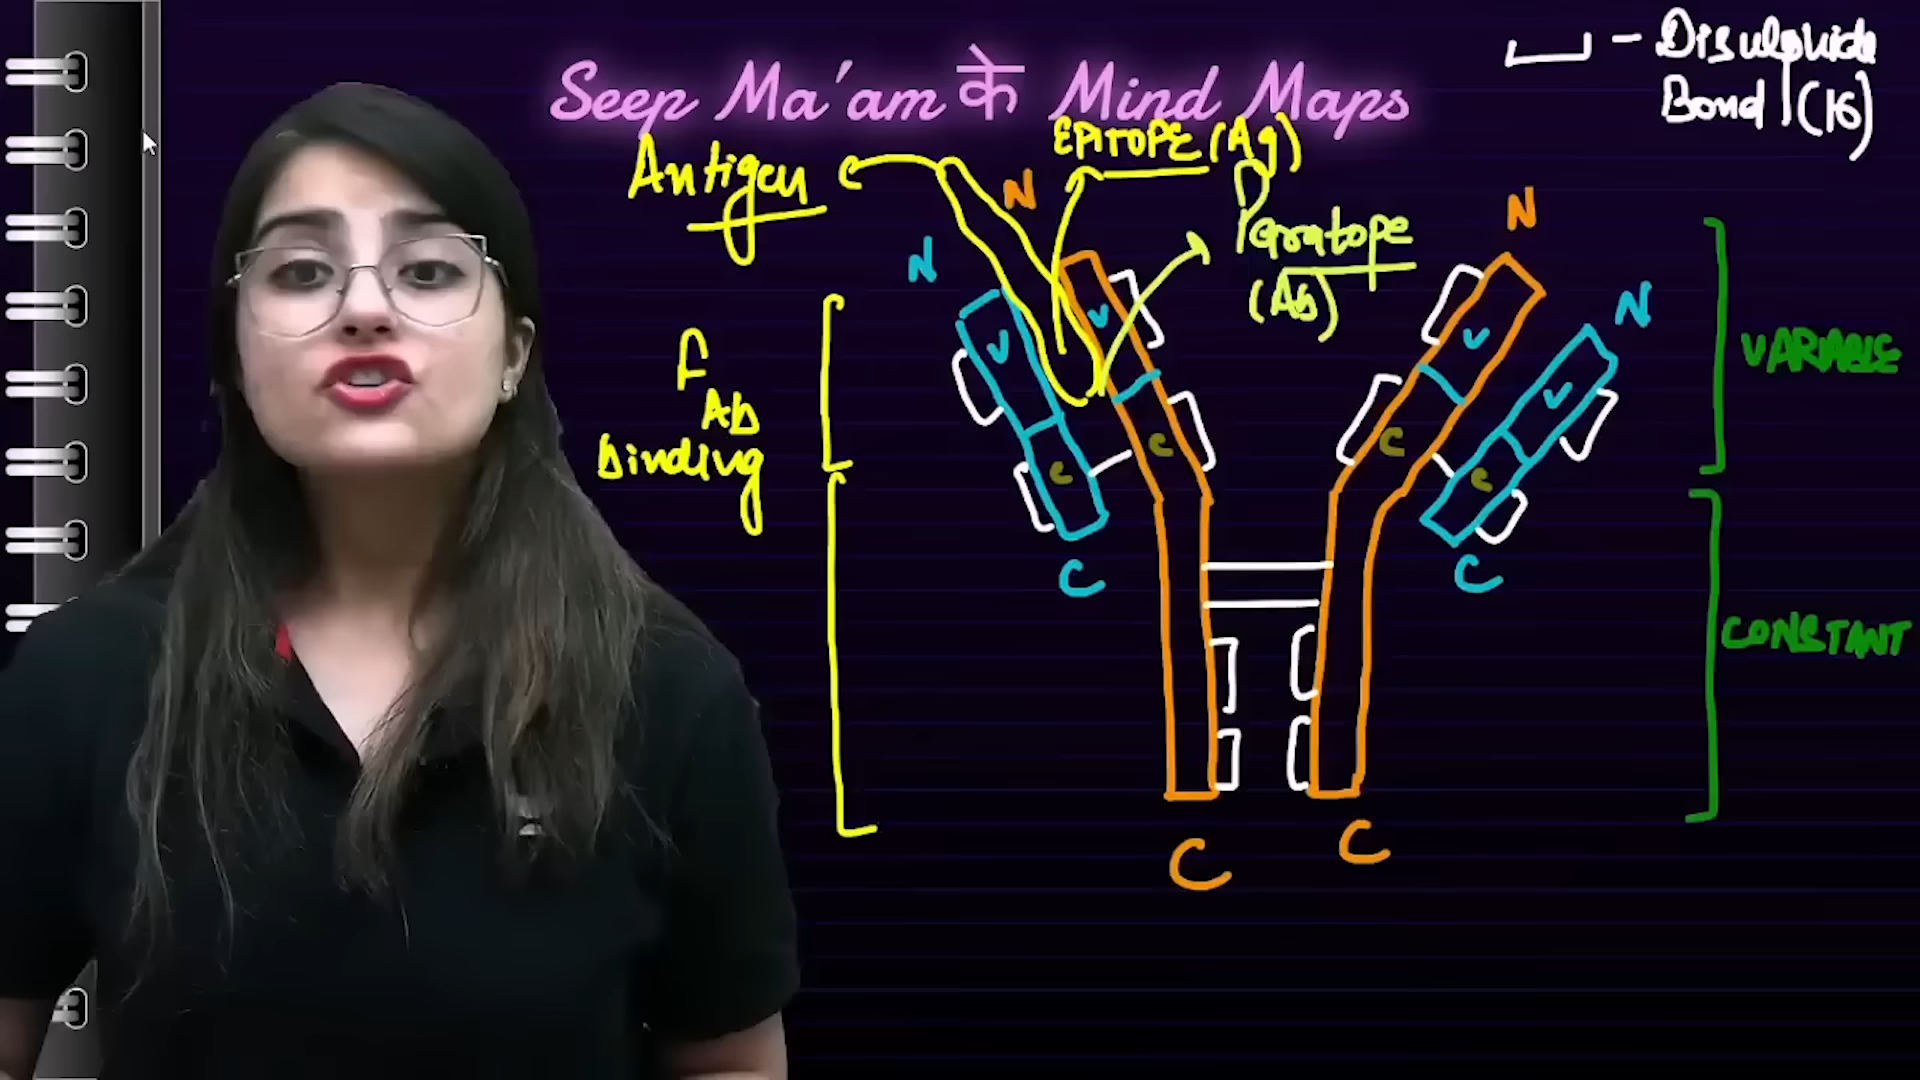 Seep Ma'am के Mind Maps
— Disulphide
Bond (16)
Antigen
EPITOPE (Ag)
Paratope
(Ab)
N
N
N
N
V
V
V
V
F
Ab
binding
C
C
C
C
C
C
C
C
VARIABLE
CONSTANT